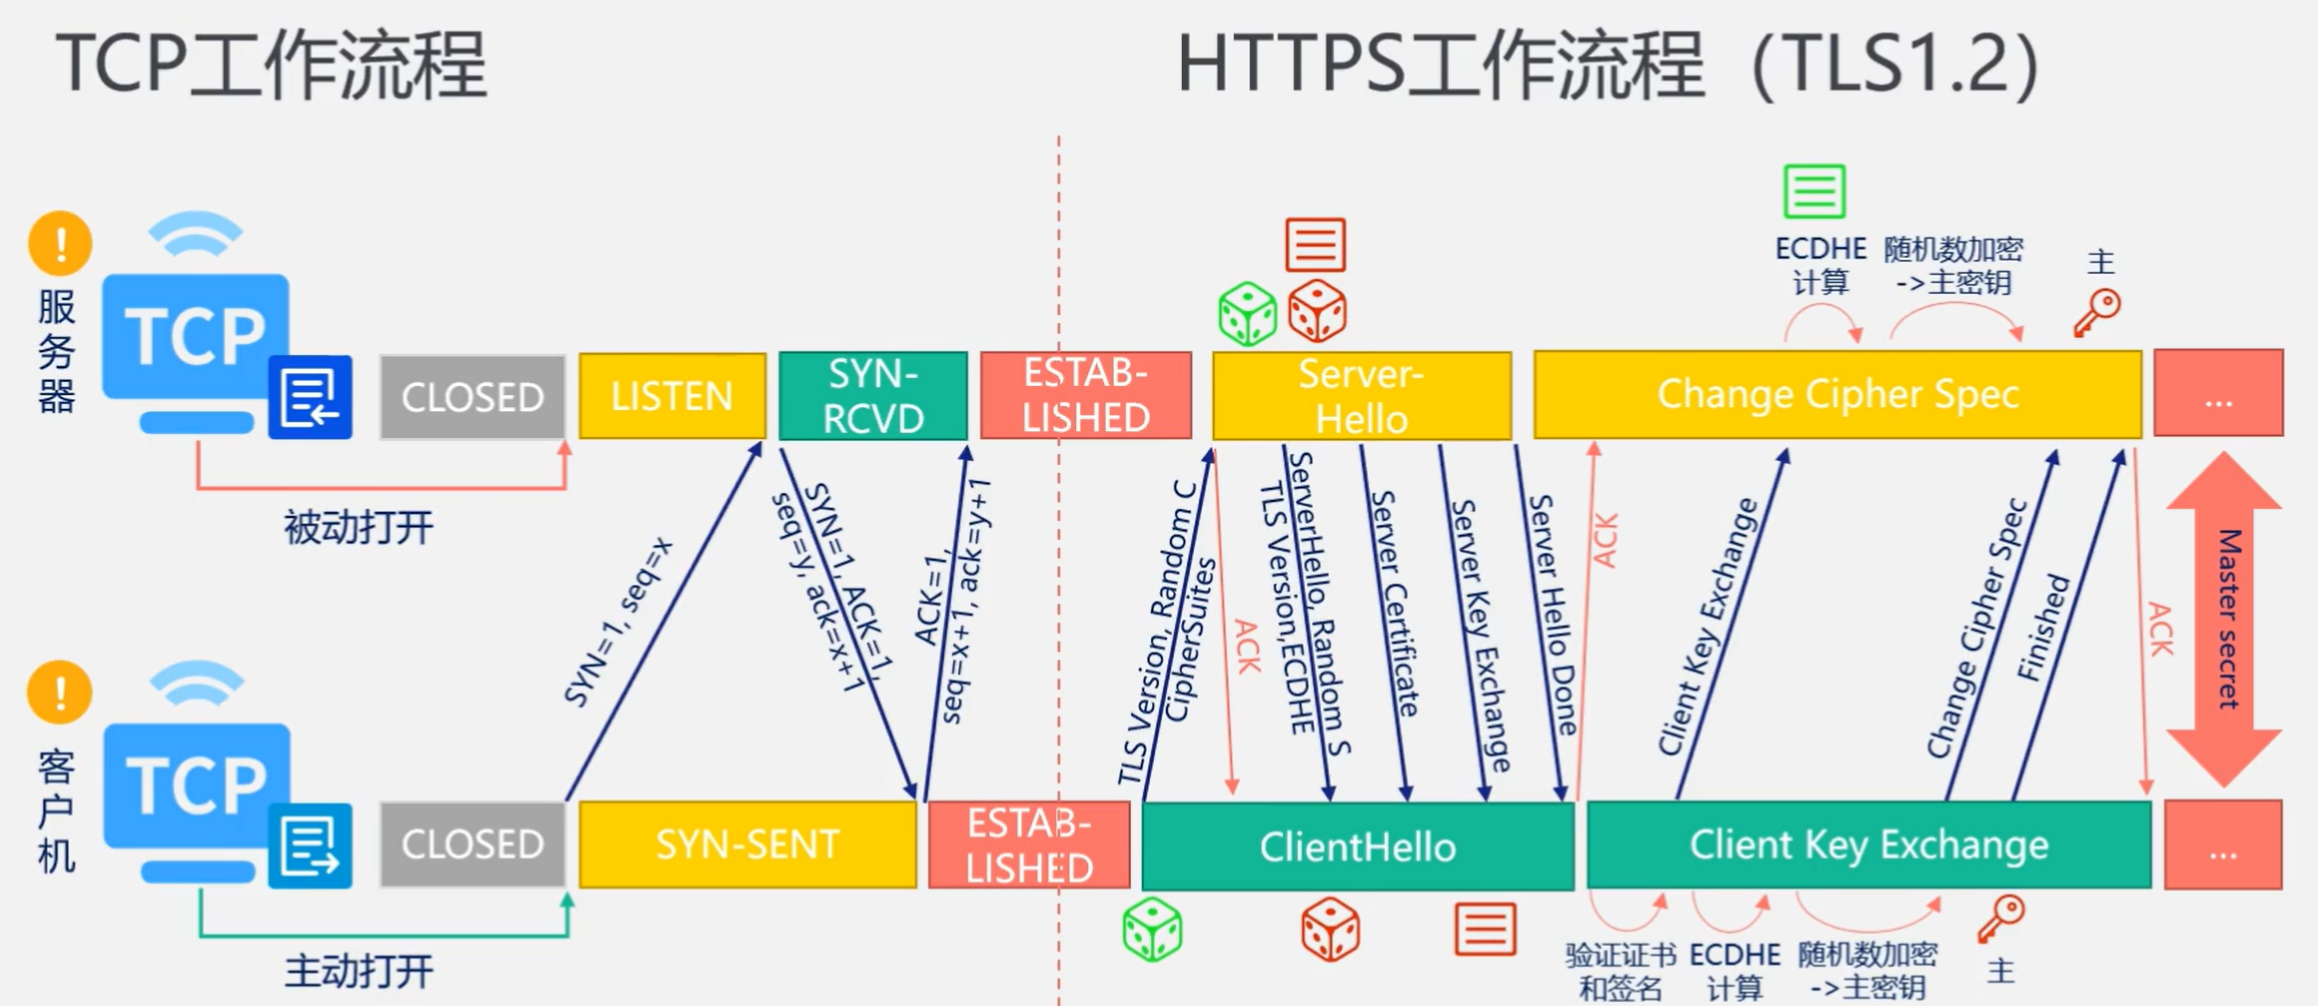 TCP工作流程
HTTPS工作流程（TLS1.2）
!
服
务
器
TCP
CLOSED
LISTEN
SYN-
RCVD
ESTAB-
LISHED
Server-
Hello
ECDHE
计算
随机数加密
->主密钥
主
Change Cipher Spec
...
被动打开
SYN=1, seq=x
SYN=1, ACK=1,
seq=y, ack=x+1
ACK=1,
seq=x+1, ack=y+1
TLS Version, Random C
CipherSuites
ACK
ServerHello, Random S
TLS Version,ECDHE
Server Certificate
Server Key Exchange
Server Hello Done
ACK
Client Key Exchange
Change Cipher Spec
Finished
ACK
Master secret
!
客
户
机
TCP
CLOSED
SYN-SENT
ESTAB-
LISHED
ClientHello
Client Key Exchange
...
主动打开
验证证书
和签名
ECDHE
计算
随机数加密
->主密钥
主